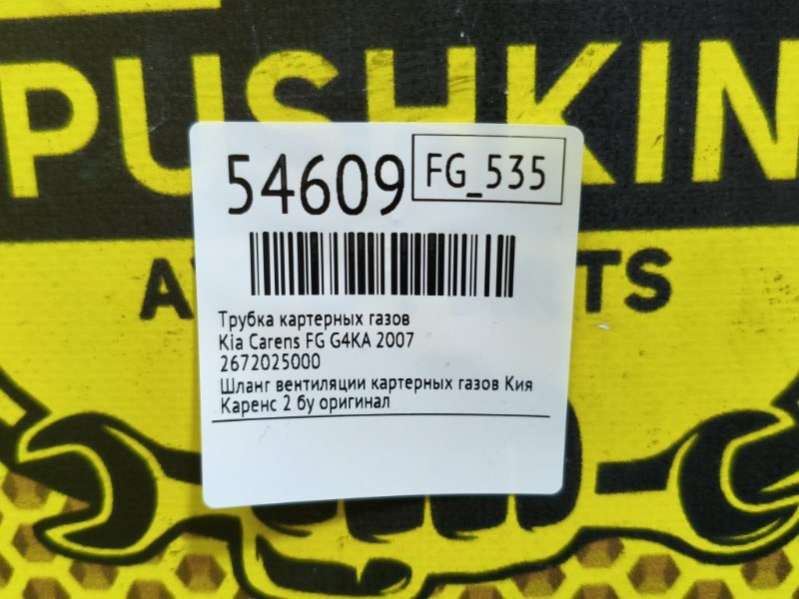 PUSHKIN
54609
FG_535
Трубка картерных газов
Kia Carens FG G4KA 2007
2672025000
Шланг вентиляции картерных газов Кия
Каренс 2 бу оригинал